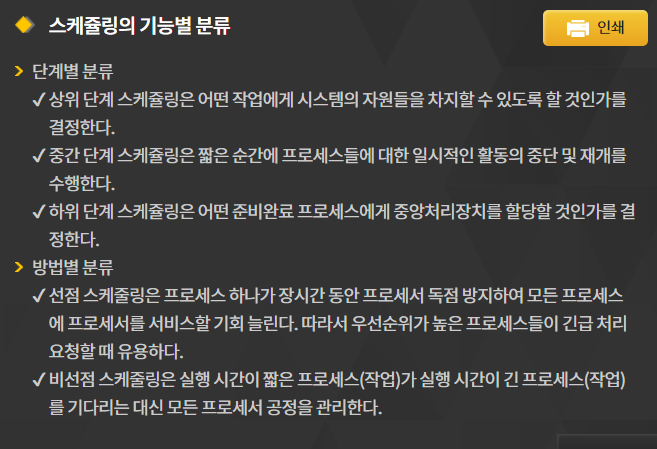 스케쥴링의 기능별 분류
인쇄
단계별 분류
상위 단계 스케쥴링은 어떤 작업에게 시스템의 자원들을 차지할 수 있도록 할 것인가를
결정한다.
중간 단계 스케쥴링은 짧은 순간에 프로세스들에 대한 일시적인 활동의 중단 및 재개를
수행한다.
하위 단계 스케쥴링은 어떤 준비완료 프로세스에게 중앙처리장치를 할당할 것인가를 결
정한다.
방법별 분류
선점 스케줄링은 프로세스 하나가 장시간 동안 프로세서 독점 방지하여 모든 프로세스
에 프로세서를 서비스할 기회 늘린다. 따라서 우선순위가 높은 프로세스들이 긴급 처리
요청할 때 유용하다.
비선점 스케줄링은 실행 시간이 짧은 프로세스(작업)가 실행 시간이 긴 프로세스(작업)
를 기다리는 대신 모든 프로세서 공정을 관리한다.